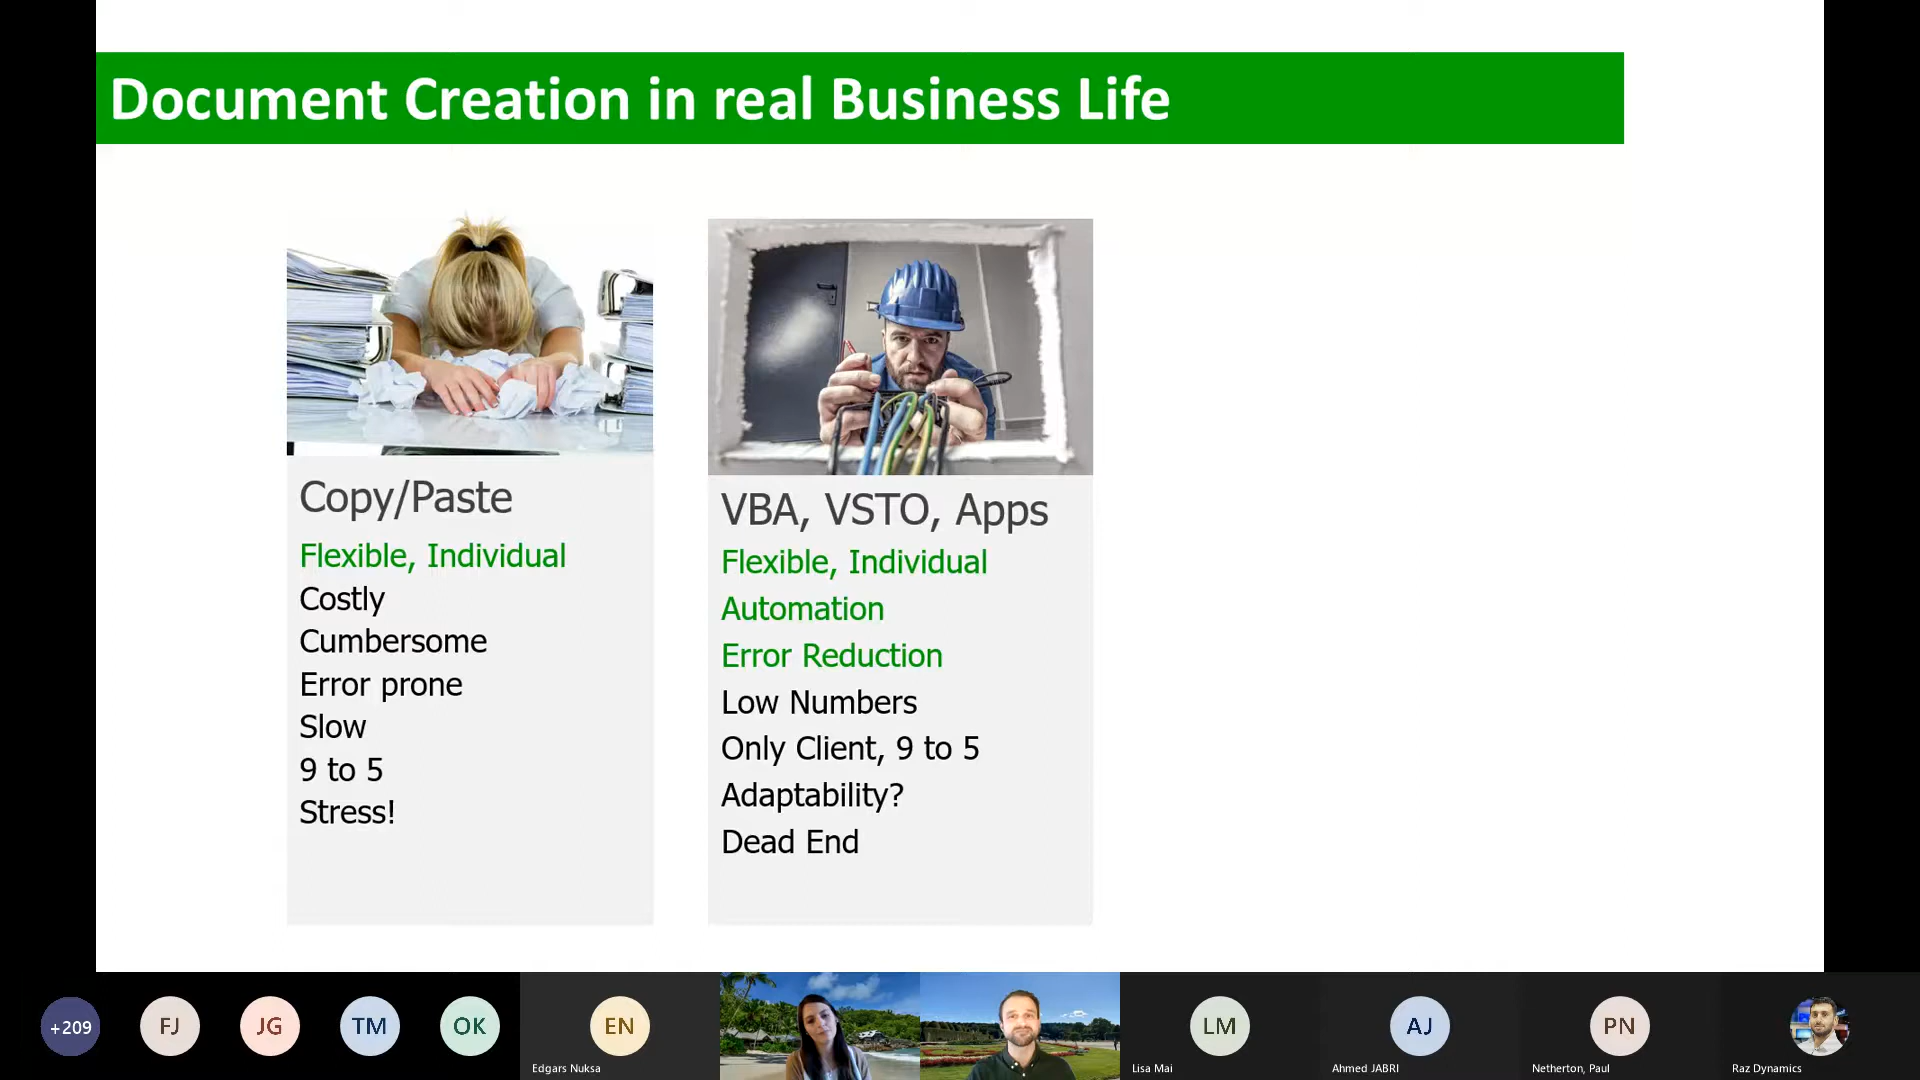 Document Creation in real Business Life
Copy/Paste
Flexible, Individual
Costly
Cumbersome
Error prone
Slow
9 to 5
Stress!
VBA, VSTO, Apps
Flexible, Individual
Automation
Error Reduction
Low Numbers
Only Client, 9 to 5
Adaptability?
Dead End
+209
FJ
JG
TM
OK
EN
Edgars Nuksa
LM
Lisa Mai
AJ
Ahmed JABRI
PN
Netherton, Paul
Raz Dynamics